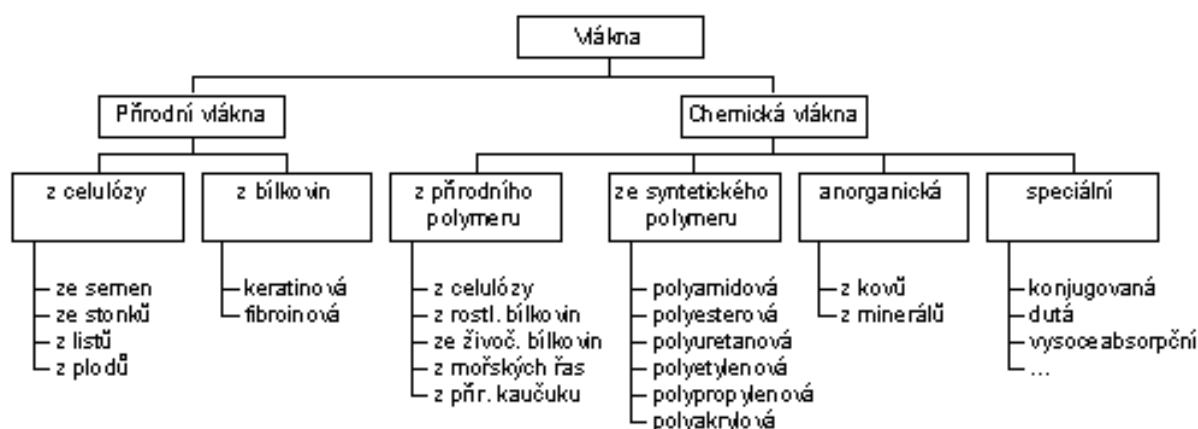 Vlákna
Přírodní vlákna
Chemická vlákna
z celulózy
z bílkovin
z přírodního
polymeru
ze syntetického
polymeru
anorganická
speciální
ze semen
ze stonků
z listů
z plodů
keratinová
fibroinová
z celulózy
z rostl. bílkovin
ze živoč. bílkovin
z mořských řas
z přír. kaučuku
polyamidová
polyesterová
polyuretanová
polyetylenová
polypropylenová
polyakrylová
z kovů
z minerálů
konjugovaná
dutá
vysoceabsorpční
...